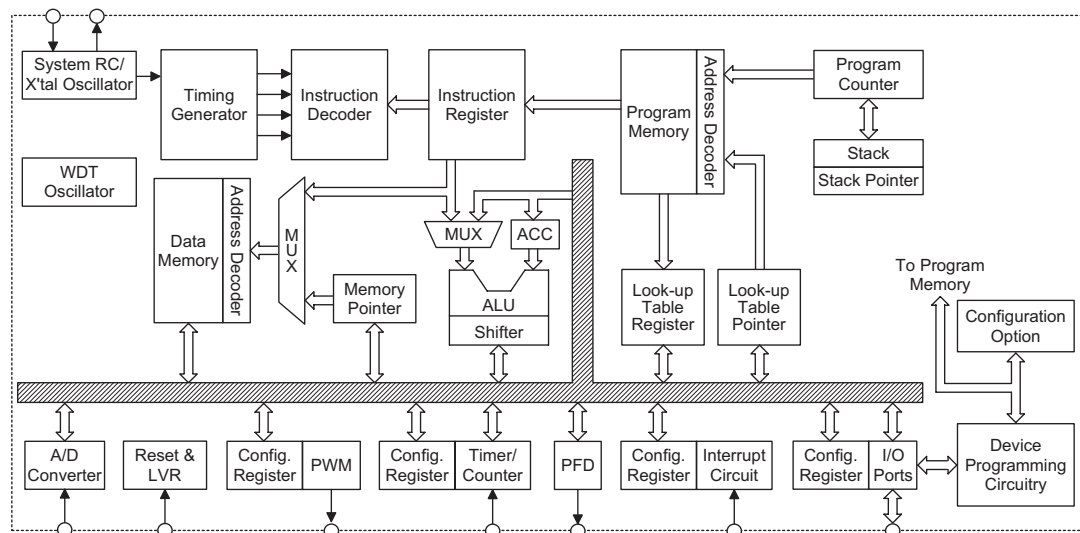 System RC/
X'tal Oscillator
Timing
Generator
Instruction
Decoder
Instruction
Register
Program
Memory
Address Decoder
Program
Counter
Stack
Stack Pointer
WDT
Oscillator
Data
Memory
Address Decoder
MUX
Memory
Pointer
MUX
ACC
ALU
Shifter
Look-up
Table
Register
Look-up
Table
Pointer
To Program
Memory
Configuration
Option
A/D
Converter
Reset &
LVR
Config.
Register
PWM
Config.
Register
Timer/
Counter
PFD
Config.
Register
Interrupt
Circuit
Config.
Register
I/O
Ports
Device
Programming
Circuitry